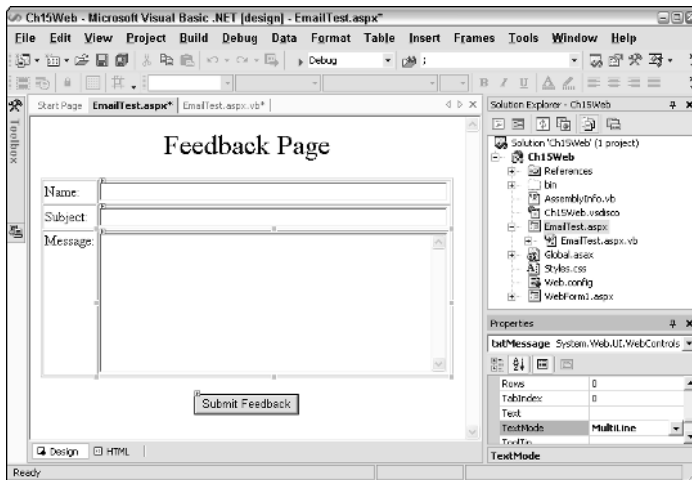 Ch15Web - Microsoft Visual Basic .NET [design] - EmailTest.aspx*
File Edit View Project Build Debug Data Format Table Insert Frames Tools Window Help
Debug ;
B I U A
Toolbox
Start Page EmailTest.aspx* EmailTest.aspx.vb*
Feedback Page
Name:
Subject:
Message:
Submit Feedback
Design HTML
Solution Explorer - Ch15Web
Solution 'Ch15Web' (1 project)
Ch15Web
References
bin
AssemblyInfo.vb
Ch15Web.vsdisco
EmailTest.aspx
EmailTest.aspx.vb
Global.asax
Styles.css
Web.config
WebForm1.aspx
Properties
txtMessage System.Web.UI.WebControls
Rows 0
TabIndex 0
Text
TextMode MultiLine
ToolTip
TextMode
Ready